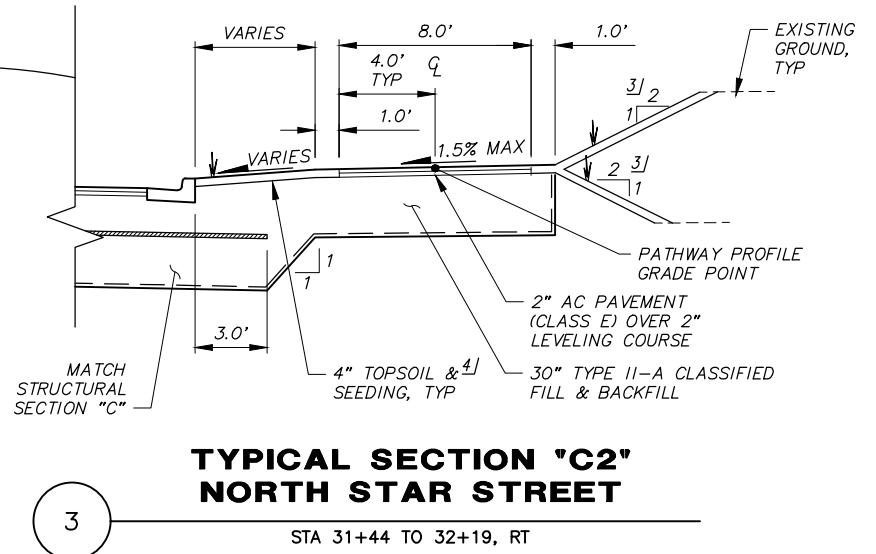 VARIES
8.0'
1.0'
EXISTING
GROUND,
TYP
4.0'
TYP
℄
1.0'
3/
2
1
VARIES
1.5% MAX
2
3/
1
1
1
PATHWAY PROFILE
GRADE POINT
2" AC PAVEMENT
(CLASS E) OVER 2"
LEVELING COURSE
3.0'
MATCH
STRUCTURAL
SECTION "C"
4" TOPSOIL & 4/
SEEDING, TYP
30" TYPE II-A CLASSIFIED
FILL & BACKFILL
TYPICAL SECTION "C2"
NORTH STAR STREET
3
STA 31+44 TO 32+19, RT